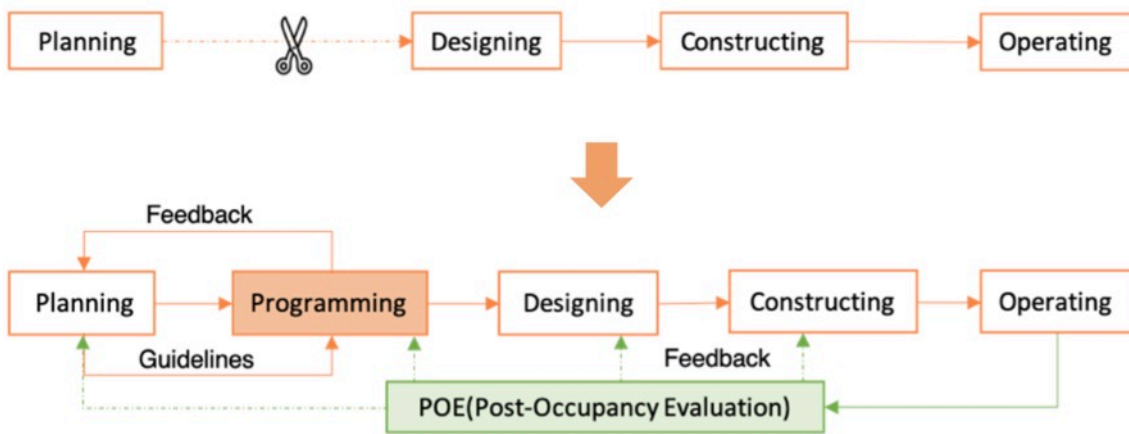 Planning
Designing
Constructing
Operating
Feedback
Planning
Programming
Designing
Constructing
Operating
Guidelines
Feedback
POE(Post-Occupancy Evaluation)